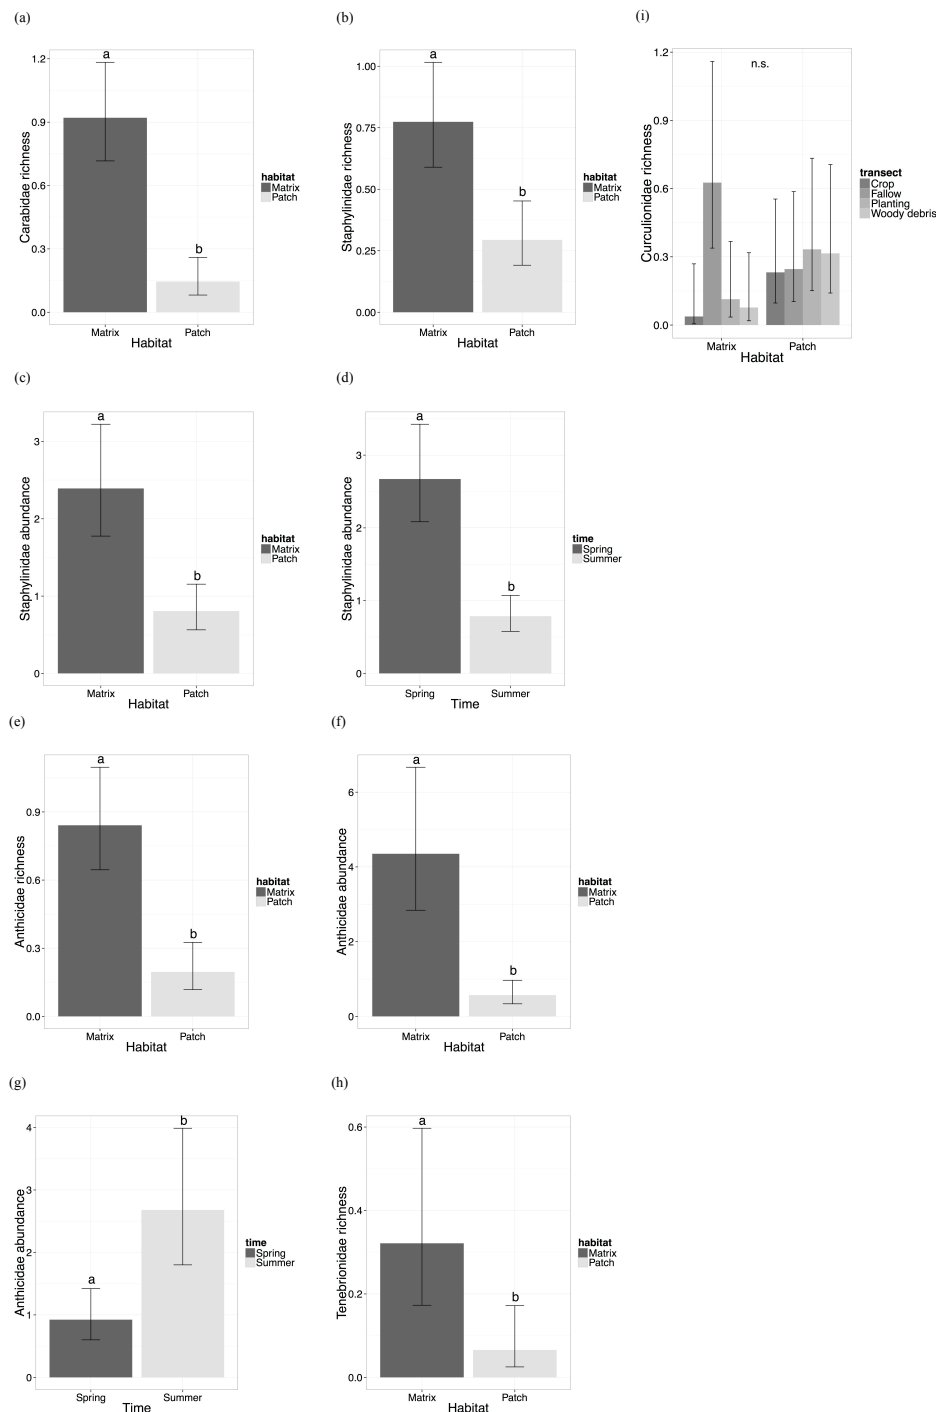 (a)
a
1.2
0.9
0.6
0.3
0.0
b
Carabidae richness
Matrix
Patch
Habitat
habitat
Matrix
Patch
(b)
a
1.00
0.75
0.50
0.25
0.00
b
Staphylinidae richness
Matrix
Patch
Habitat
habitat
Matrix
Patch
(i)
n.s.
1.2
0.9
0.6
0.3
0.0
Curculionidae richness
Matrix
Patch
Habitat
transect
Crop
Fallow
Planting
Woody debris
(c)
a
3
2
1
0
b
Staphylinidae abundance
Matrix
Patch
Habitat
habitat
Matrix
Patch
(d)
a
3
2
1
0
b
Staphylinidae abundance
Spring
Summer
Time
time
Spring
Summer
(e)
a
0.9
0.6
0.3
0.0
b
Anthicidae richness
Matrix
Patch
Habitat
habitat
Matrix
Patch
(f)
a
6
4
2
0
b
Anthicidae abundance
Matrix
Patch
Habitat
habitat
Matrix
Patch
(g)
b
4
3
2
1
0
a
Anthicidae abundance
Spring
Summer
Time
time
Spring
Summer
(h)
a
0.6
0.4
0.2
0.0
b
Tenebrionidae richness
Matrix
Patch
Habitat
habitat
Matrix
Patch